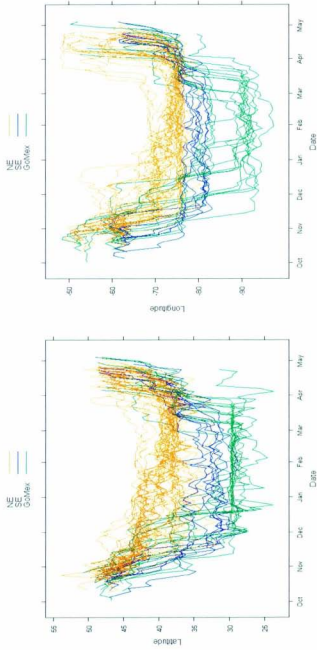 NE
SE
GoMex
Latitude
55
50
45
40
35
30
25
Oct
Nov
Dec
Jan
Feb
Mar
Apr
May
Date
NE
SE
GoMex
Longitude
-50
-60
-70
-80
-90
Oct
Nov
Dec
Jan
Feb
Mar
Apr
May
Date